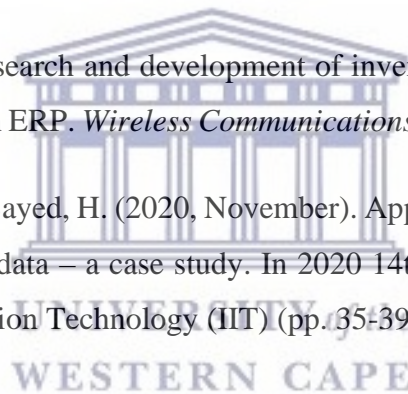 search and development of inver
ERP. Wireless Communications
ayed, H. (2020, November). App
data – a case study. In 2020 14t
ion Technology (IIT) (pp. 35-39
UNIVERSITY of the
WESTERN CAPE